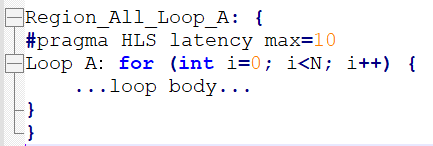 Region_All_Loop_A: {
#pragma HLS latency max=10
Loop A: for (int i=0; i<N; i++) {
...loop body...
}
}